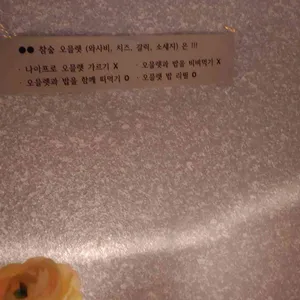 ●● 참숯 오믈렛 (와사비, 치즈, 갈릭, 소세지) 은 !!!
· 나이프로 오믈렛 가르기 X · 오믈렛과 밥을 비벼먹기 X
· 오믈렛과 밥을 함께 떠먹기 O · 오믈렛 밥 리필 O